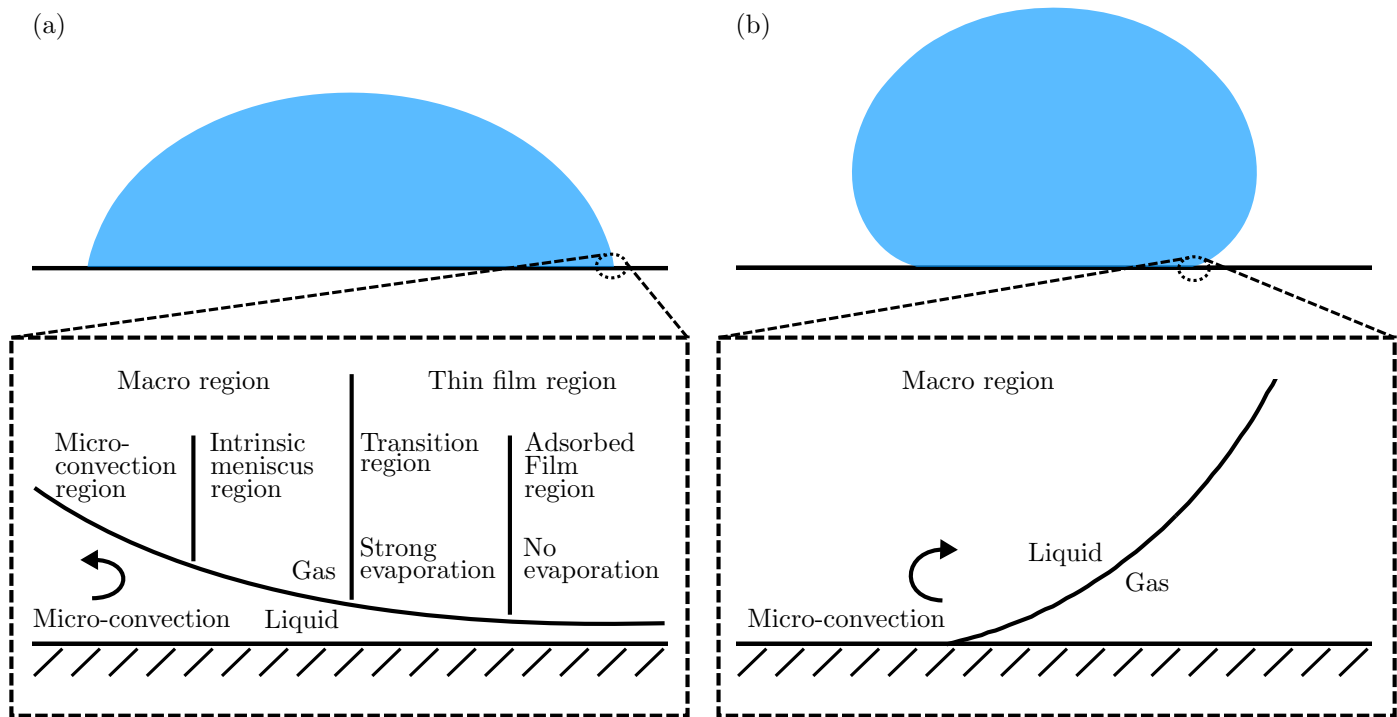 (a)
Macro region
Thin film region
Micro-
convection
region
Intrinsic
meniscus
region
Transition
region
Adsorbed
Film
region
Strong
evaporation
No
evaporation
Gas
Micro-convection
Liquid
(b)
Macro region
Liquid
Gas
Micro-convection